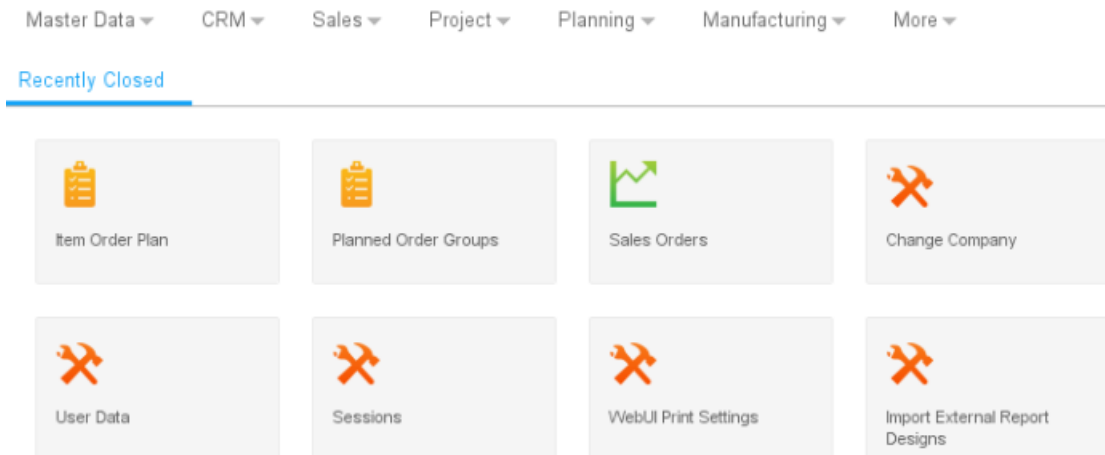 Master Data CRM Sales Project Planning Manufacturing More
Recently Closed
Item Order Plan Planned Order Groups Sales Orders Change Company
User Data Sessions WebUI Print Settings Import External Report
Designs